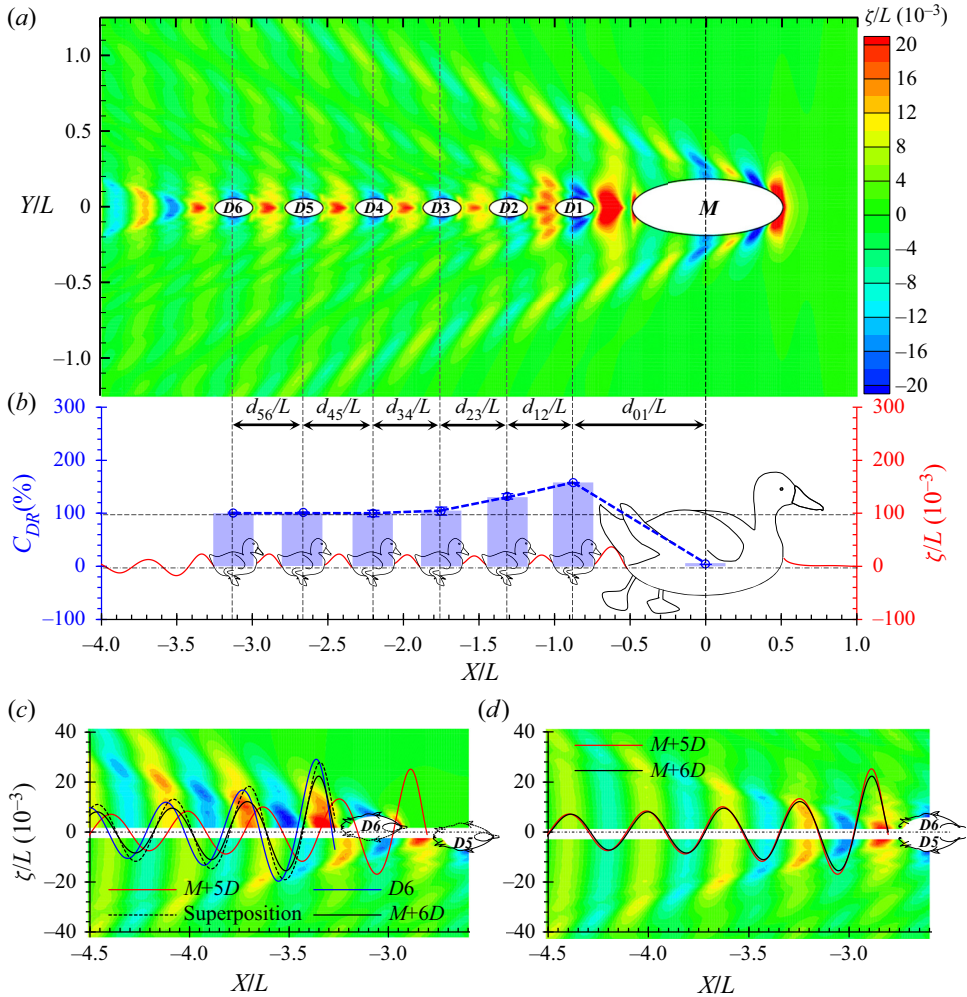 (a)
ζ/L (10⁻³)
1.0
0.5
0
–0.5
–1.0
Y/L
D6 D5 D4 D3 D2 D1 M
20
16
12
8
4
0
–4
–8
–12
–16
–20
(b)
300
200
100
0
–100
C_DR(%)
d₅₆/L d₄₅/L d₃₄/L d₂₃/L d₁₂/L d₀₁/L
300
200
100
0
–100
ζ/L (10⁻³)
–4.0 –3.5 –3.0 –2.5 –2.0 –1.5 –1.0 –0.5 0 0.5 1.0
X/L
(c)
40
20
0
–20
–40
ζ/L (10⁻³)
D6
D5
M+5D D6
Superposition M+6D
–4.5 –4.0 –3.5 –3.0
X/L
(d)
40
20
0
–20
–40
M+5D
M+6D
D6
D5
–4.5 –4.0 –3.5 –3.0
X/L